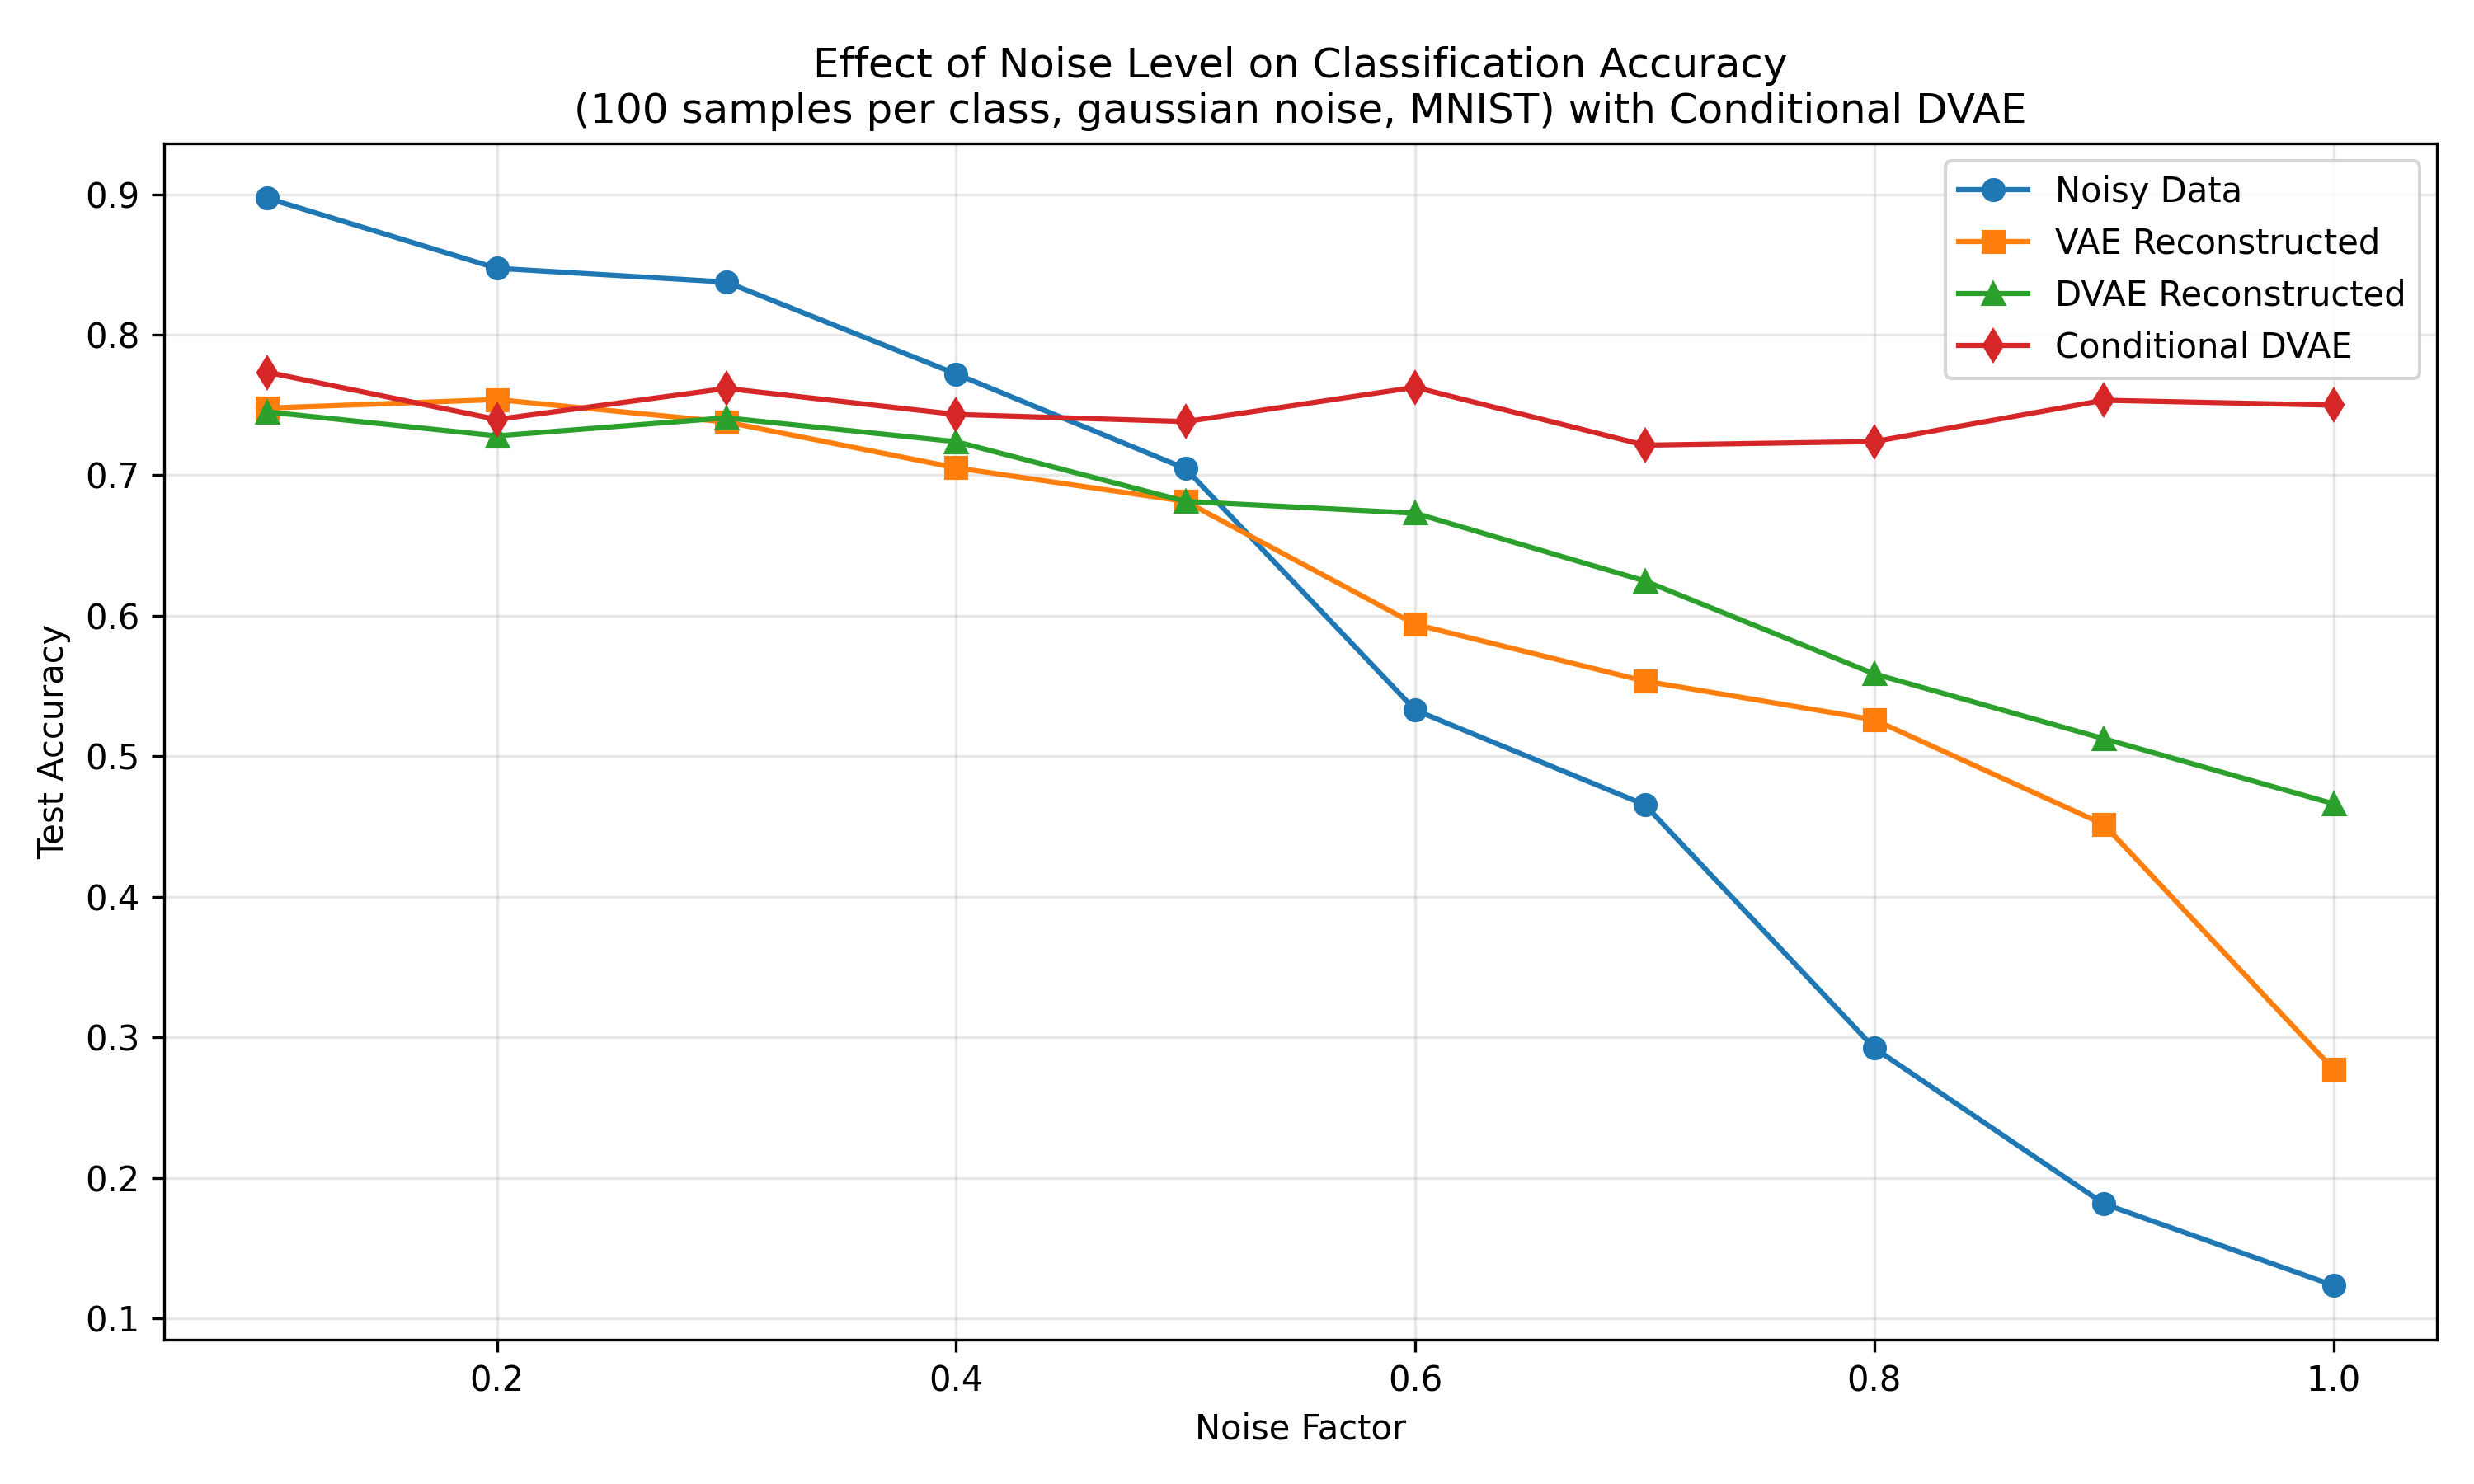 Effect of Noise Level on Classification Accuracy
(100 samples per class, gaussian noise, MNIST) with Conditional DVAE
Noisy Data
VAE Reconstructed
DVAE Reconstructed
Conditional DVAE
Test Accuracy
0.9
0.8
0.7
0.6
0.5
0.4
0.3
0.2
0.1
0.2
0.4
0.6
0.8
1.0
Noise Factor